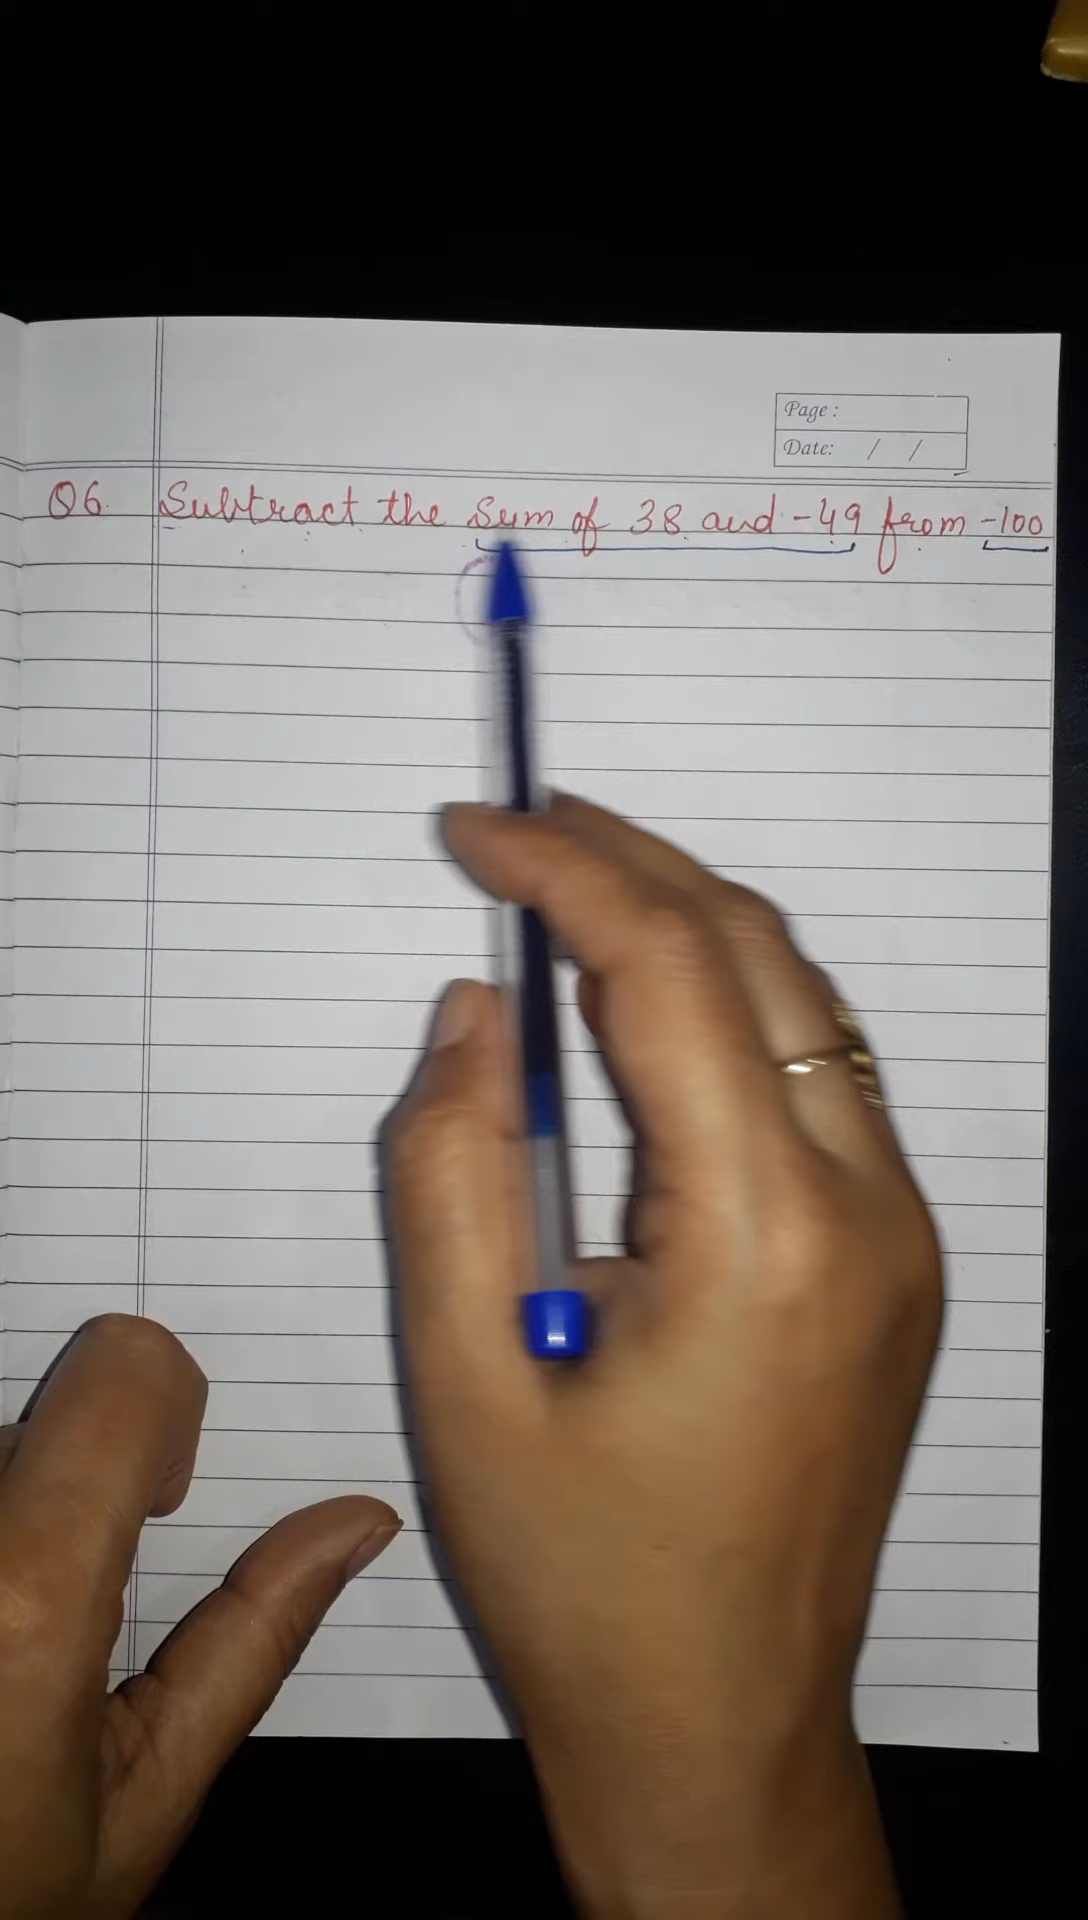 Page :
Date: / /
Q6. Subtract the Sum of 38 and -49 from -100